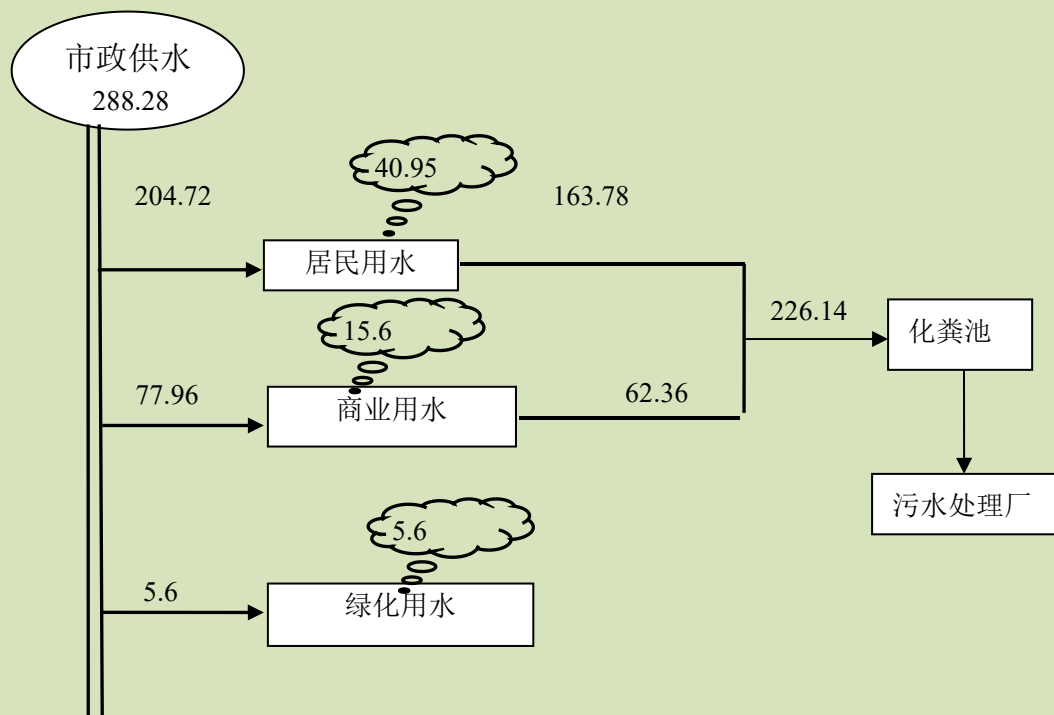 市政供水
288.28
40.95
204.72
163.78
居民用水
226.14
化粪池
15.6
77.96
商业用水
62.36
污水处理厂
5.6
5.6
绿化用水